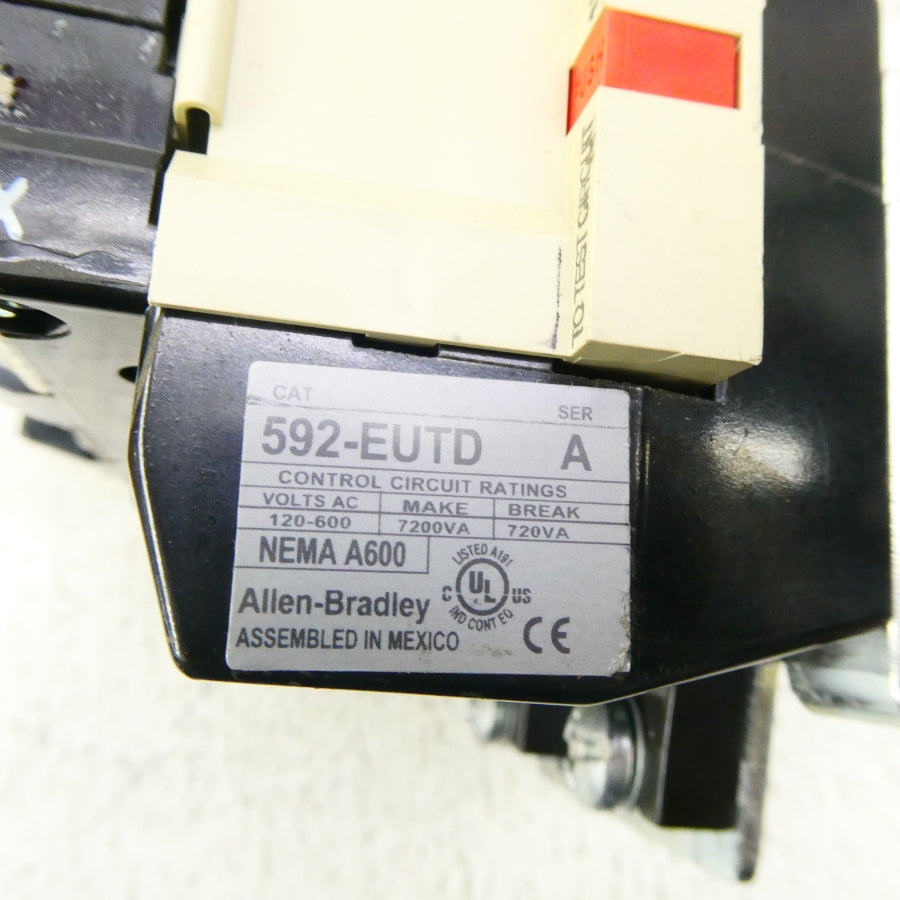 PUSH
TO TEST CIRCUIT
CAT
SER
592-EUTD A
CONTROL CIRCUIT RATINGS
VOLTS AC MAKE BREAK
120-600 7200VA 720VA
NEMA A600
LISTED A191
C UL US
IND CONT EQ
Allen-Bradley
ASSEMBLED IN MEXICO
CE